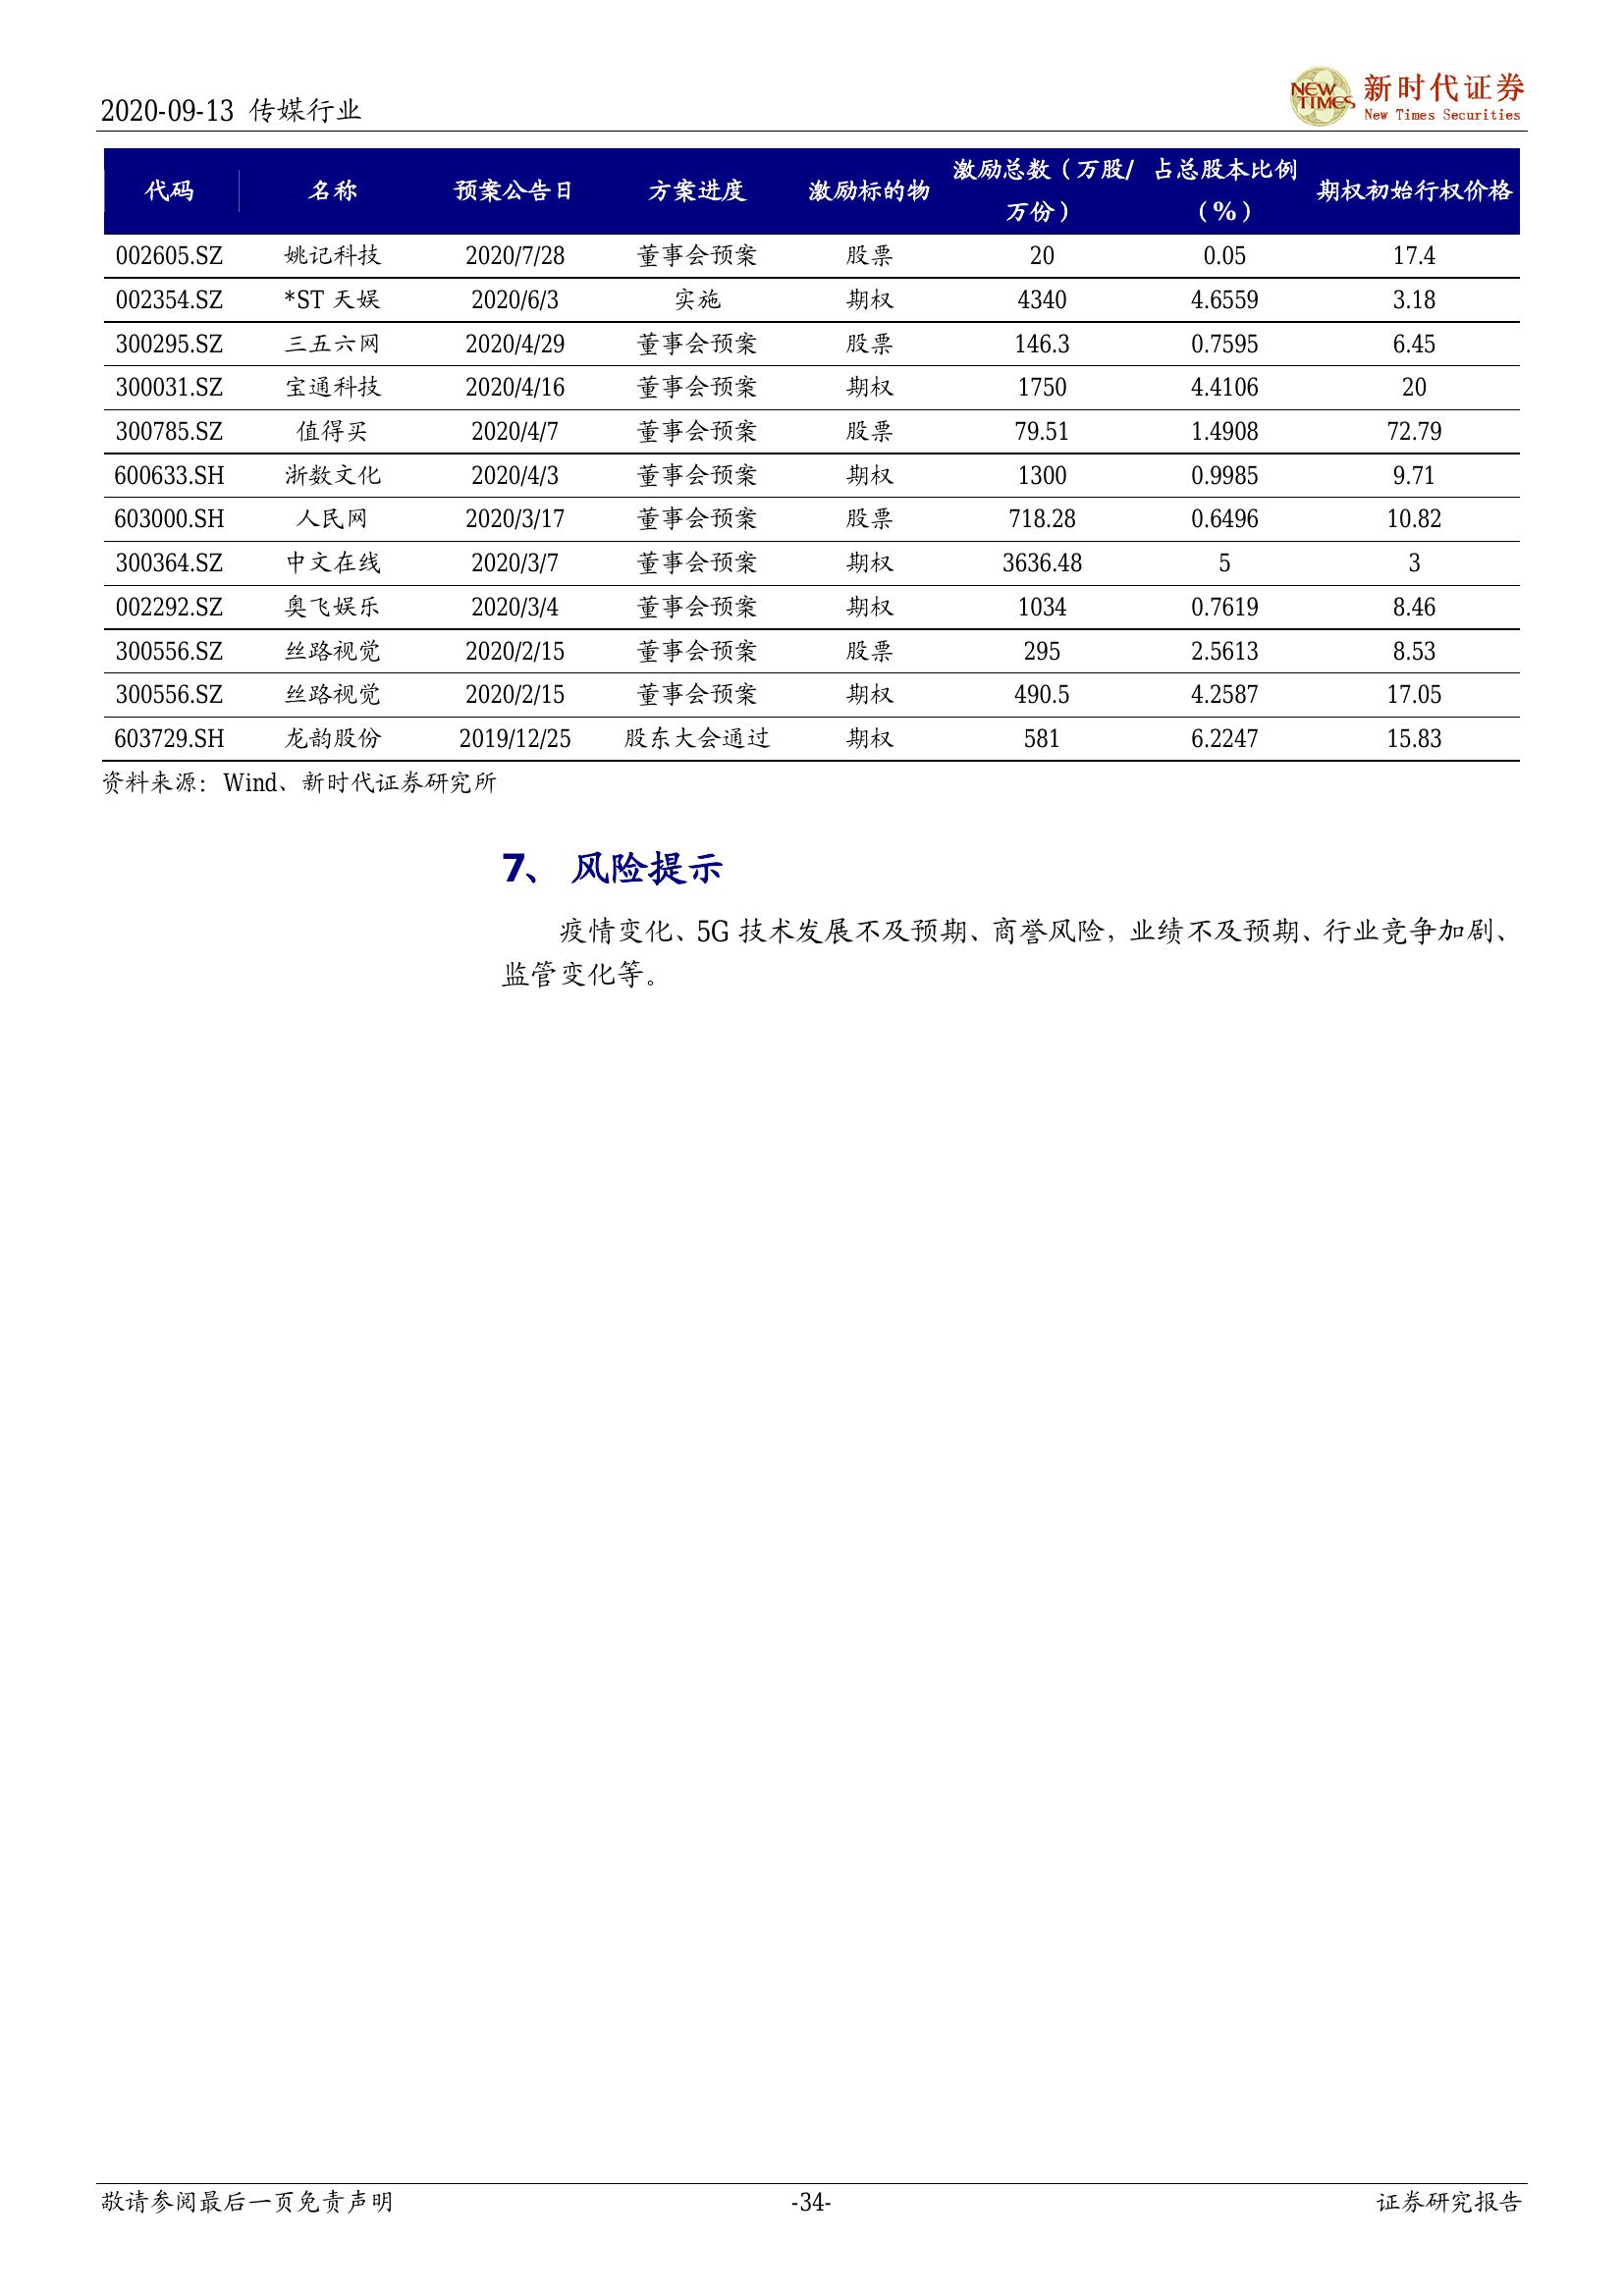 2020-09-13 传媒行业
NEW TIMES 新时代证券
New Times Securities
代码 名称 预案公告日 方案进度 激励标的物 激励总数（万股/万份） 占总股本比例（%） 期权初始行权价格
002605.SZ 姚记科技 2020/7/28 董事会预案 股票 20 0.05 17.4
002354.SZ *ST 天娱 2020/6/3 实施 期权 4340 4.6559 3.18
300295.SZ 三五六网 2020/4/29 董事会预案 股票 146.3 0.7595 6.45
300031.SZ 宝通科技 2020/4/16 董事会预案 期权 1750 4.4106 20
300785.SZ 值得买 2020/4/7 董事会预案 股票 79.51 1.4908 72.79
600633.SH 浙数文化 2020/4/3 董事会预案 期权 1300 0.9985 9.71
603000.SH 人民网 2020/3/17 董事会预案 股票 718.28 0.6496 10.82
300364.SZ 中文在线 2020/3/7 董事会预案 期权 3636.48 5 3
002292.SZ 奥飞娱乐 2020/3/4 董事会预案 期权 1034 0.7619 8.46
300556.SZ 丝路视觉 2020/2/15 董事会预案 股票 295 2.5613 8.53
300556.SZ 丝路视觉 2020/2/15 董事会预案 期权 490.5 4.2587 17.05
603729.SH 龙韵股份 2019/12/25 股东大会通过 期权 581 6.2247 15.83
资料来源：Wind、新时代证券研究所
7、 风险提示
疫情变化、5G 技术发展不及预期、商誉风险，业绩不及预期、行业竞争加剧、
监管变化等。
敬请参阅最后一页免责声明 -34- 证券研究报告